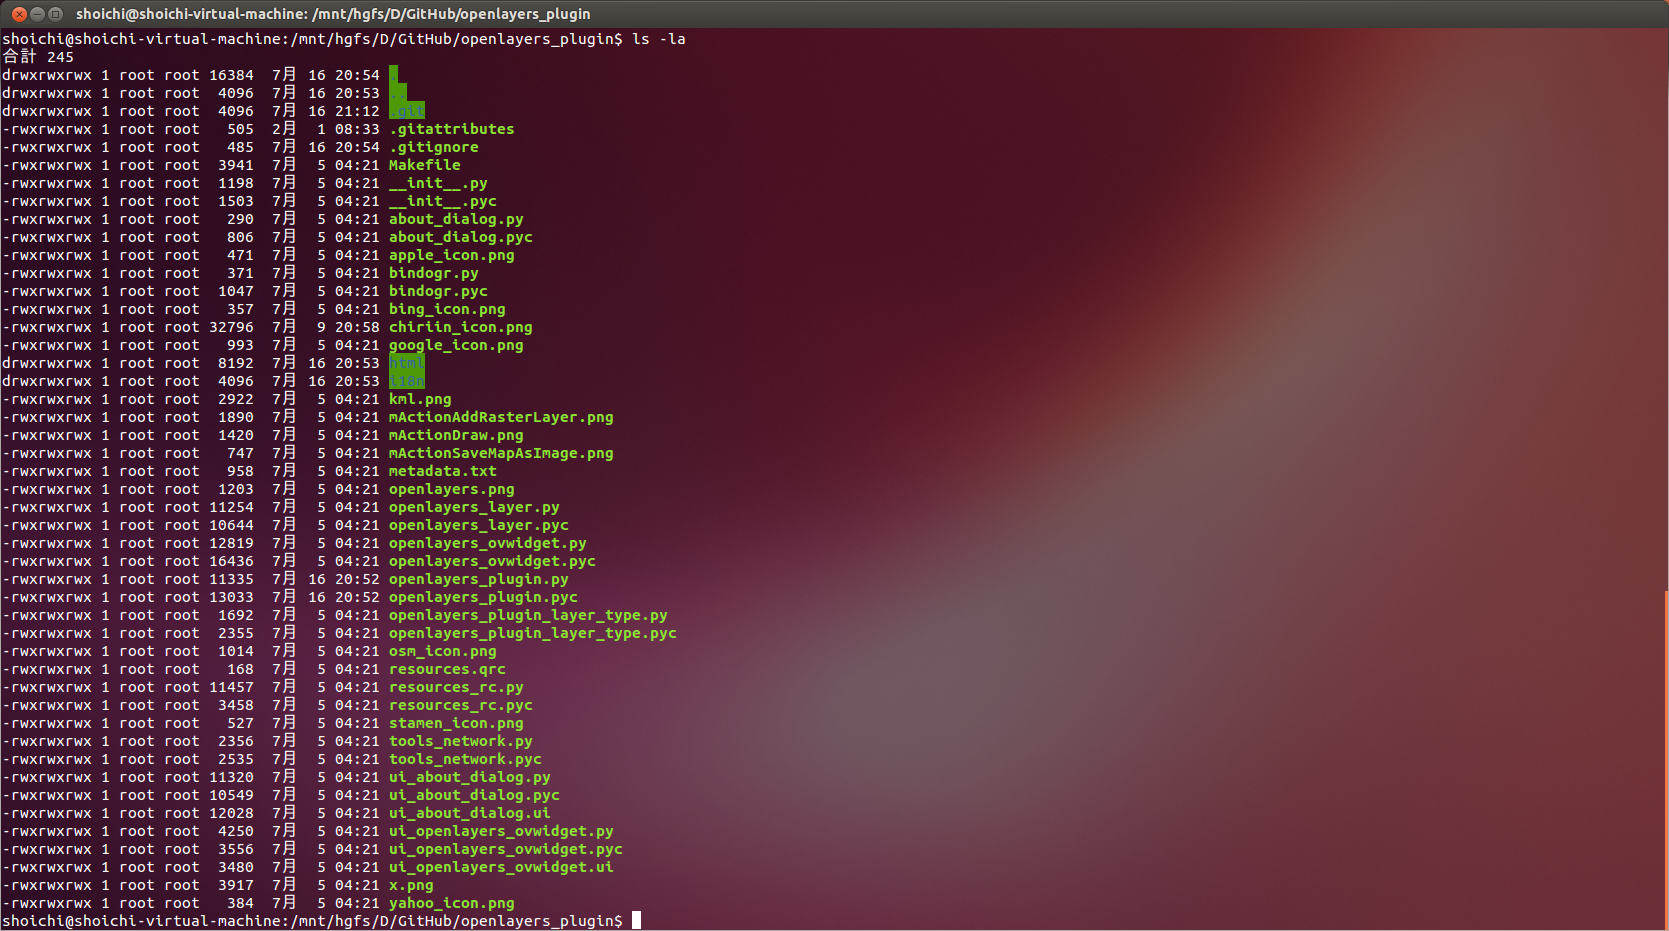 shoichi@shoichi-virtual-machine: /mnt/hgfs/D/GitHub/openlayers_plugin
shoichi@shoichi-virtual-machine:/mnt/hgfs/D/GitHub/openlayers_plugin$ ls -la
合計 245
drwxrwxrwx 1 root root 16384  7月 16 20:54 .
drwxrwxrwx 1 root root  4096  7月 16 20:53 ..
drwxrwxrwx 1 root root  4096  7月 16 21:12 .git
-rwxrwxrwx 1 root root   505  2月  1 08:33 .gitattributes
-rwxrwxrwx 1 root root   485  7月 16 20:54 .gitignore
-rwxrwxrwx 1 root root  3941  7月  5 04:21 Makefile
-rwxrwxrwx 1 root root  1198  7月  5 04:21 __init__.py
-rwxrwxrwx 1 root root  1503  7月  5 04:21 __init__.pyc
-rwxrwxrwx 1 root root   290  7月  5 04:21 about_dialog.py
-rwxrwxrwx 1 root root   806  7月  5 04:21 about_dialog.pyc
-rwxrwxrwx 1 root root   471  7月  5 04:21 apple_icon.png
-rwxrwxrwx 1 root root   371  7月  5 04:21 bindogr.py
-rwxrwxrwx 1 root root  1047  7月  5 04:21 bindogr.pyc
-rwxrwxrwx 1 root root   357  7月  5 04:21 bing_icon.png
-rwxrwxrwx 1 root root 32796  7月  9 20:58 chiriin_icon.png
-rwxrwxrwx 1 root root   993  7月  5 04:21 google_icon.png
drwxrwxrwx 1 root root  8192  7月 16 20:53 html
drwxrwxrwx 1 root root  4096  7月 16 20:53 i18n
-rwxrwxrwx 1 root root  2922  7月  5 04:21 kml.png
-rwxrwxrwx 1 root root  1890  7月  5 04:21 mActionAddRasterLayer.png
-rwxrwxrwx 1 root root  1420  7月  5 04:21 mActionDraw.png
-rwxrwxrwx 1 root root   747  7月  5 04:21 mActionSaveMapAsImage.png
-rwxrwxrwx 1 root root   958  7月  5 04:21 metadata.txt
-rwxrwxrwx 1 root root  1203  7月  5 04:21 openlayers.png
-rwxrwxrwx 1 root root 11254  7月  5 04:21 openlayers_layer.py
-rwxrwxrwx 1 root root 10644  7月  5 04:21 openlayers_layer.pyc
-rwxrwxrwx 1 root root 12819  7月  5 04:21 openlayers_ovwidget.py
-rwxrwxrwx 1 root root 16436  7月  5 04:21 openlayers_ovwidget.pyc
-rwxrwxrwx 1 root root 11335  7月 16 20:52 openlayers_plugin.py
-rwxrwxrwx 1 root root 13033  7月 16 20:52 openlayers_plugin.pyc
-rwxrwxrwx 1 root root  1692  7月  5 04:21 openlayers_plugin_layer_type.py
-rwxrwxrwx 1 root root  2355  7月  5 04:21 openlayers_plugin_layer_type.pyc
-rwxrwxrwx 1 root root  1014  7月  5 04:21 osm_icon.png
-rwxrwxrwx 1 root root   168  7月  5 04:21 resources.qrc
-rwxrwxrwx 1 root root 11457  7月  5 04:21 resources_rc.py
-rwxrwxrwx 1 root root  3458  7月  5 04:21 resources_rc.pyc
-rwxrwxrwx 1 root root   527  7月  5 04:21 stamen_icon.png
-rwxrwxrwx 1 root root  2356  7月  5 04:21 tools_network.py
-rwxrwxrwx 1 root root  2535  7月  5 04:21 tools_network.pyc
-rwxrwxrwx 1 root root 11320  7月  5 04:21 ui_about_dialog.py
-rwxrwxrwx 1 root root 10549  7月  5 04:21 ui_about_dialog.pyc
-rwxrwxrwx 1 root root 12028  7月  5 04:21 ui_about_dialog.ui
-rwxrwxrwx 1 root root  4250  7月  5 04:21 ui_openlayers_ovwidget.py
-rwxrwxrwx 1 root root  3556  7月  5 04:21 ui_openlayers_ovwidget.pyc
-rwxrwxrwx 1 root root  3480  7月  5 04:21 ui_openlayers_ovwidget.ui
-rwxrwxrwx 1 root root  3917  7月  5 04:21 x.png
-rwxrwxrwx 1 root root   384  7月  5 04:21 yahoo_icon.png
shoichi@shoichi-virtual-machine:/mnt/hgfs/D/GitHub/openlayers_plugin$